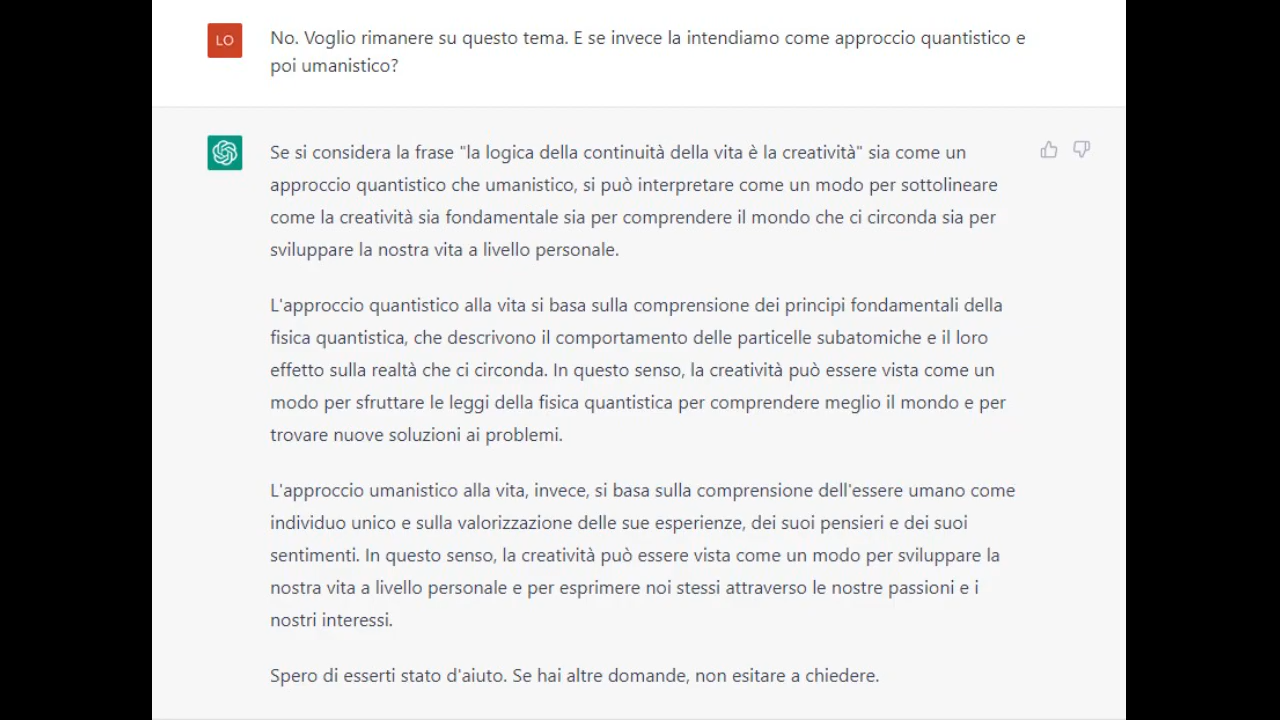 LO
No. Voglio rimanere su questo tema. E se invece la intendiamo come approccio quantistico e
poi umanistico?
Se si considera la frase "la logica della continuità della vita è la creatività" sia come un
approccio quantistico che umanistico, si può interpretare come un modo per sottolineare
come la creatività sia fondamentale sia per comprendere il mondo che ci circonda sia per
sviluppare la nostra vita a livello personale.
L'approccio quantistico alla vita si basa sulla comprensione dei principi fondamentali della
fisica quantistica, che descrivono il comportamento delle particelle subatomiche e il loro
effetto sulla realtà che ci circonda. In questo senso, la creatività può essere vista come un
modo per sfruttare le leggi della fisica quantistica per comprendere meglio il mondo e per
trovare nuove soluzioni ai problemi.
L'approccio umanistico alla vita, invece, si basa sulla comprensione dell'essere umano come
individuo unico e sulla valorizzazione delle sue esperienze, dei suoi pensieri e dei suoi
sentimenti. In questo senso, la creatività può essere vista come un modo per sviluppare la
nostra vita a livello personale e per esprimere noi stessi attraverso le nostre passioni e i
nostri interessi.
Spero di esserti stato d'aiuto. Se hai altre domande, non esitare a chiedere.